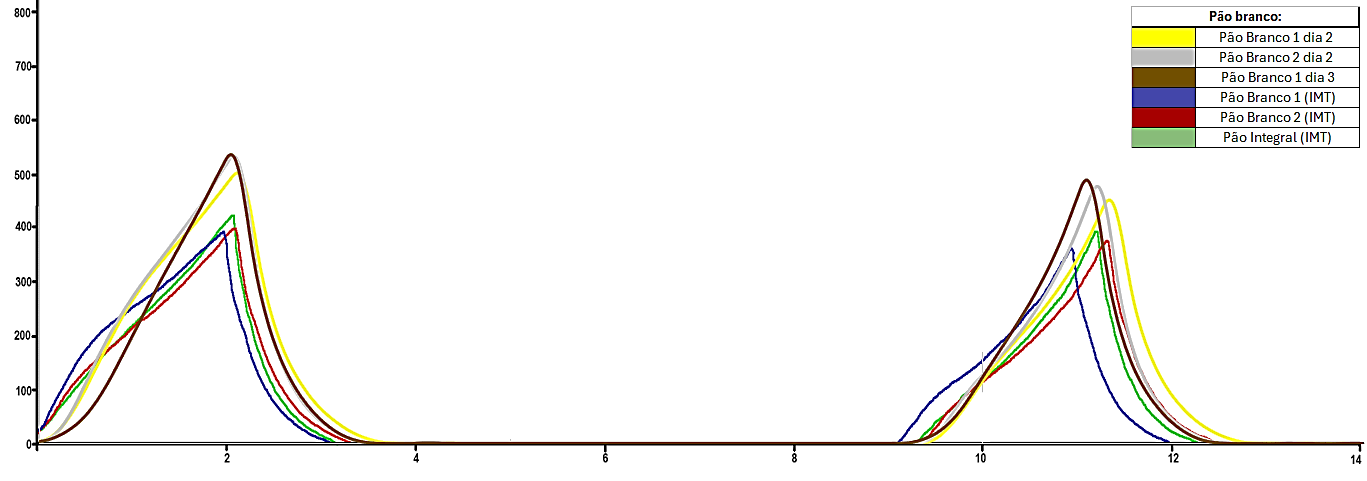 800
700
600
500
400
300
200
100
0
2
4
6
8
10
12
14
Pão branco:
Pão Branco 1 dia 2
Pão Branco 2 dia 2
Pão Branco 1 dia 3
Pão Branco 1 (IMT)
Pão Branco 2 (IMT)
Pão Integral (IMT)